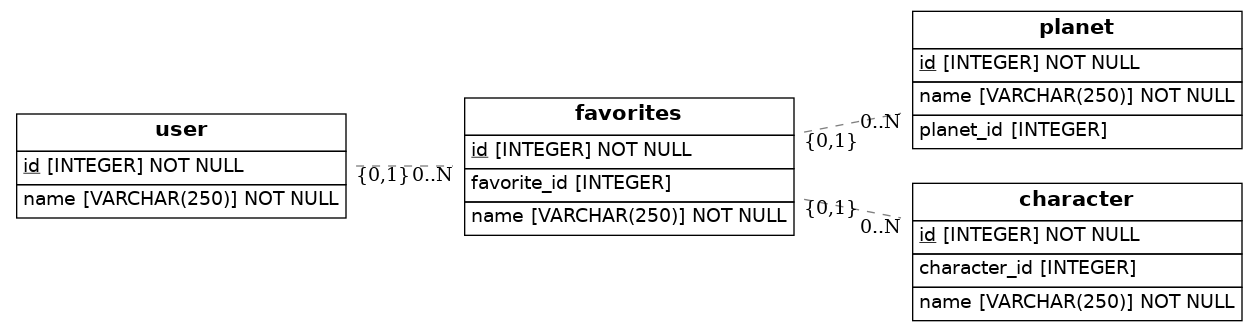 user
id [INTEGER] NOT NULL
name [VARCHAR(250)] NOT NULL
{0,1}
0..N
favorites
id [INTEGER] NOT NULL
favorite_id [INTEGER]
name [VARCHAR(250)] NOT NULL
{0,1}
0..N
{0,1}
0..N
planet
id [INTEGER] NOT NULL
name [VARCHAR(250)] NOT NULL
planet_id [INTEGER]
character
id [INTEGER] NOT NULL
character_id [INTEGER]
name [VARCHAR(250)] NOT NULL